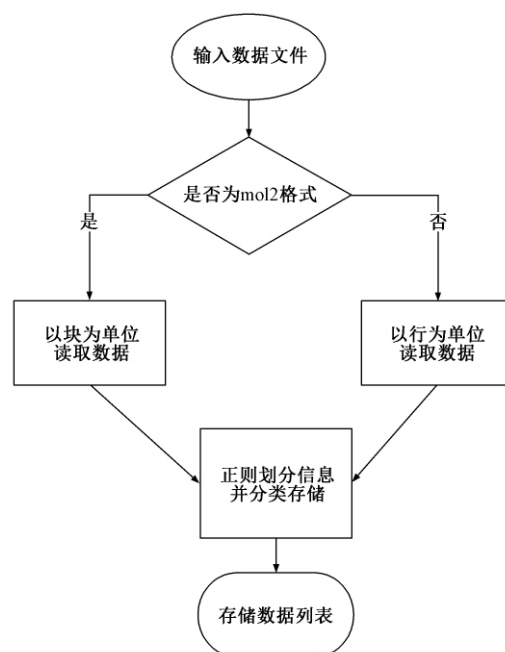 输入数据文件
是否为mol2格式
是
否
以块为单位
读取数据
以行为单位
读取数据
正则划分信息
并分类存储
存储数据列表